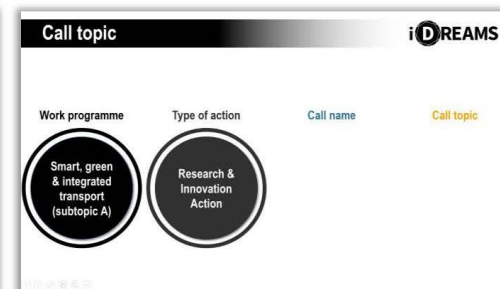 Call topic
iDREAMS
Work programme
Type of action
Call name
Call topic
Smart, green
& integrated
transport
(subtopic A)
Research &
Innovation
Action